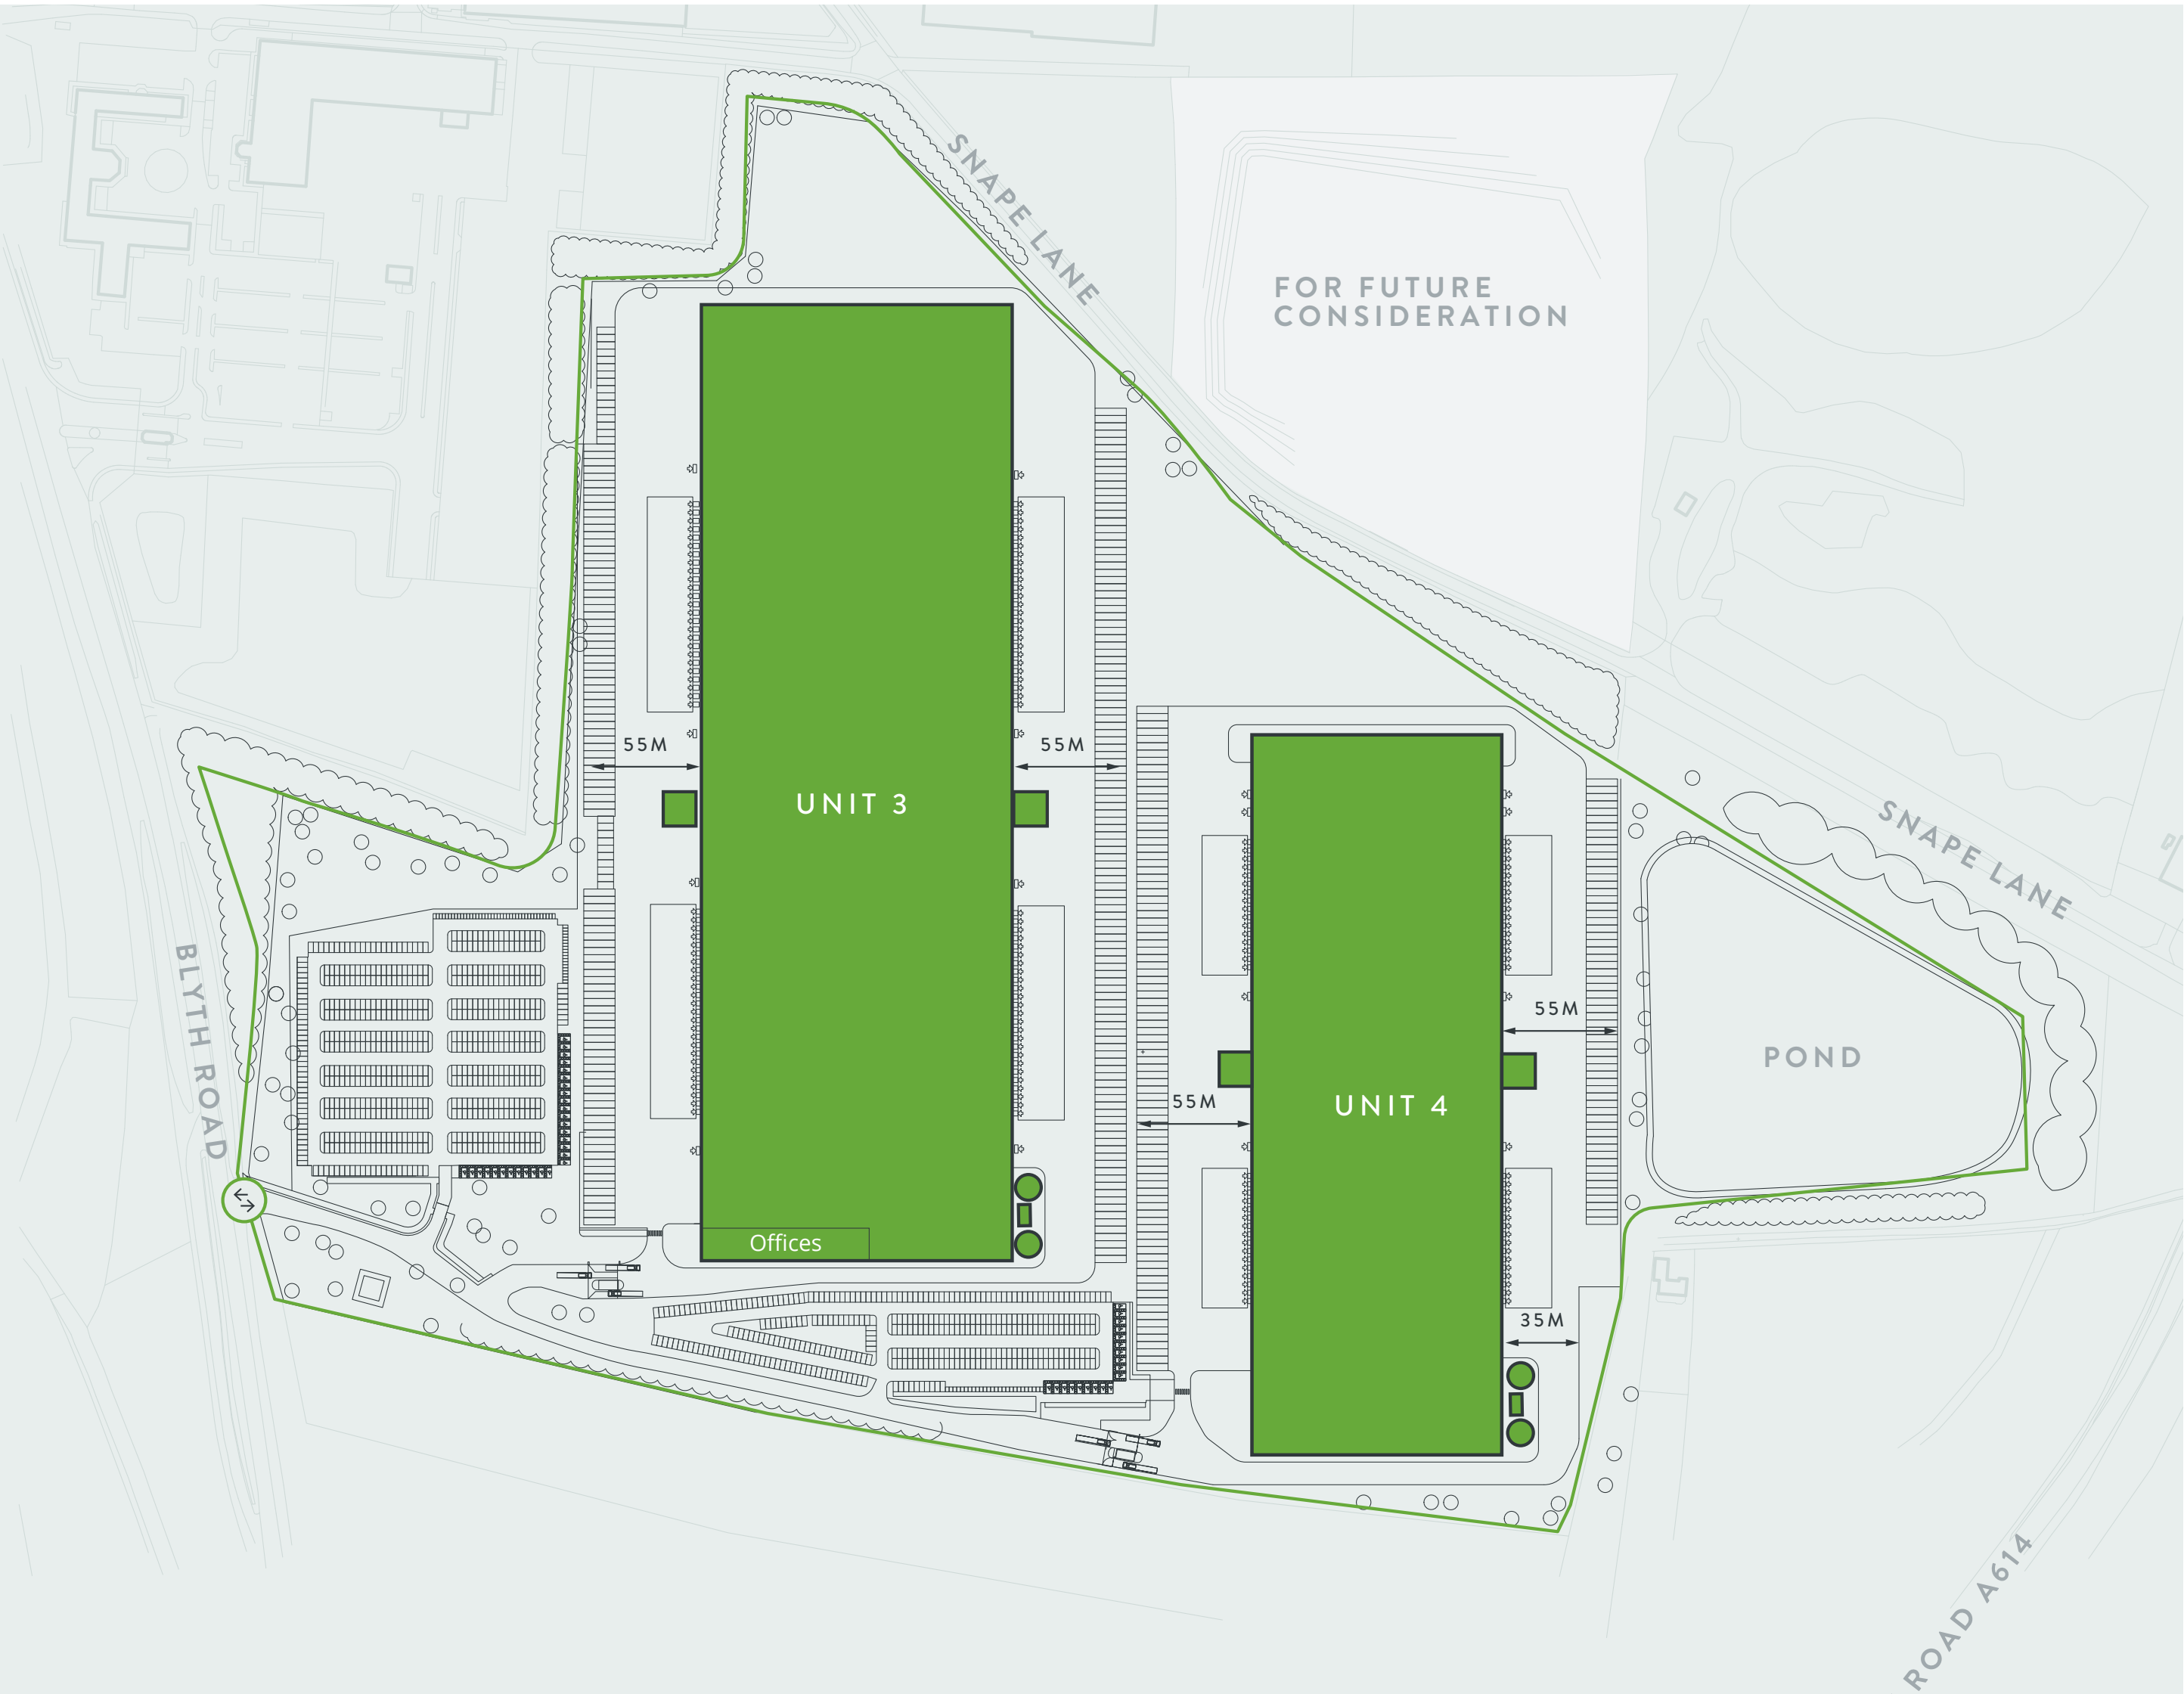 SNAPE LANE
FOR FUTURE
CONSIDERATION
55M
55M
UNIT 3
SNAPE LANE
BLYTH ROAD
55M
POND
55M
UNIT 4
Offices
35M
ROAD A614